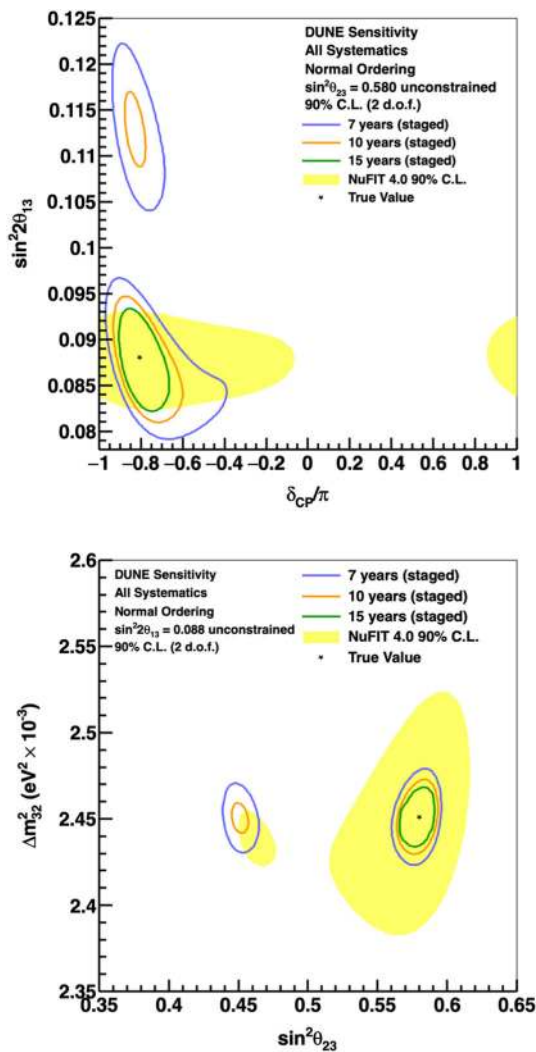 DUNE Sensitivity
All Systematics
Normal Ordering
sin²θ₂₃ = 0.580 unconstrained
90% C.L. (2 d.o.f.)
7 years (staged)
10 years (staged)
15 years (staged)
NuFIT 4.0 90% C.L.
True Value
0.125
0.12
0.115
0.11
0.105
0.1
0.095
0.09
0.085
0.08
sin²2θ₁₃
−1 −0.8 −0.6 −0.4 −0.2 0 0.2 0.4 0.6 0.8 1
δ_CP/π
DUNE Sensitivity
All Systematics
Normal Ordering
sin²2θ₁₃ = 0.088 unconstrained
90% C.L. (2 d.o.f.)
7 years (staged)
10 years (staged)
15 years (staged)
NuFIT 4.0 90% C.L.
True Value
2.6
2.55
2.5
2.45
2.4
2.35
Δm²₃₂ (eV² × 10⁻³)
0.35 0.4 0.45 0.5 0.55 0.6 0.65
sin²θ₂₃